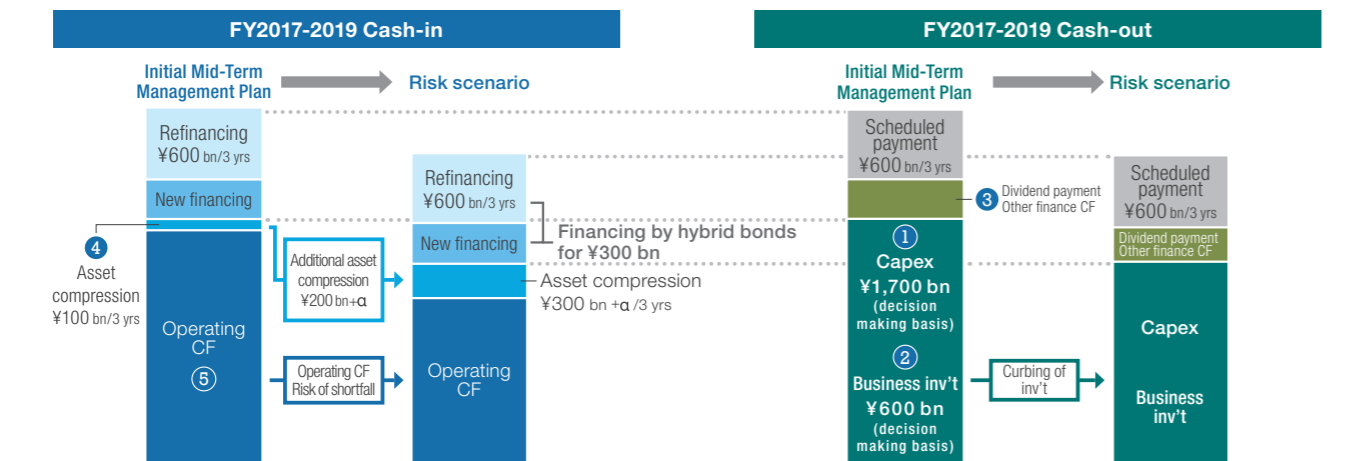 FY2017-2019 Cash-in
Initial Mid-Term
Management Plan
Risk scenario
Refinancing
¥600 bn/3 yrs
New financing
4
Asset
compression
¥100 bn/3 yrs
Operating
CF
5
Additional asset
compression
¥200 bn+α
Operating CF
Risk of shortfall
Refinancing
¥600 bn/3 yrs
New financing
Financing by hybrid bonds
for ¥300 bn
Asset compression
¥300 bn +α /3 yrs
Operating
CF
FY2017-2019 Cash-out
Initial Mid-Term
Management Plan
Risk scenario
Scheduled
payment
¥600 bn/3 yrs
3
Dividend payment
Other finance CF
1
Capex
¥1,700 bn
(decision
making basis)
2
Business inv't
¥600 bn
(decision
making basis)
Curbing of
inv't
Scheduled
payment
¥600 bn/3 yrs
Dividend payment
Other finance CF
Capex
Business
inv't